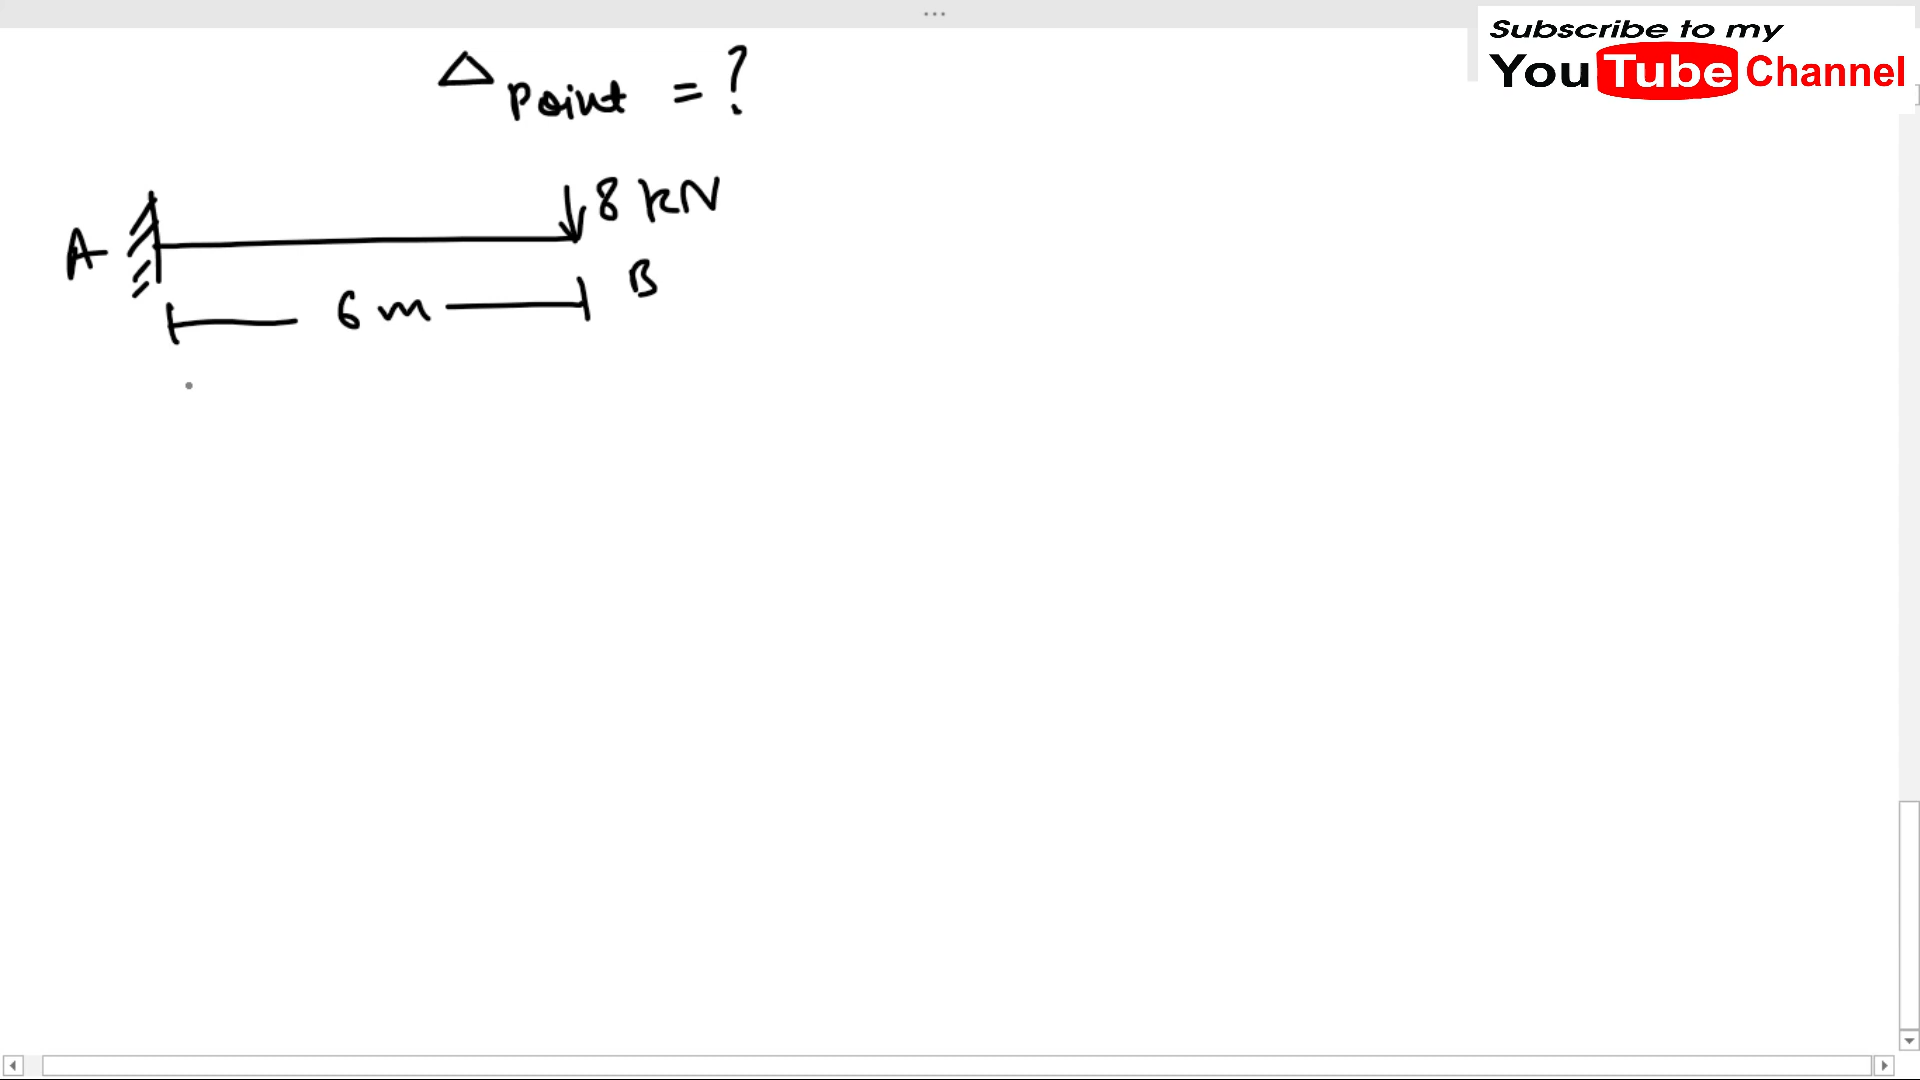 Subscribe to my
YouTube Channel
Δ Point = ?
8 kN
A
B
6 m